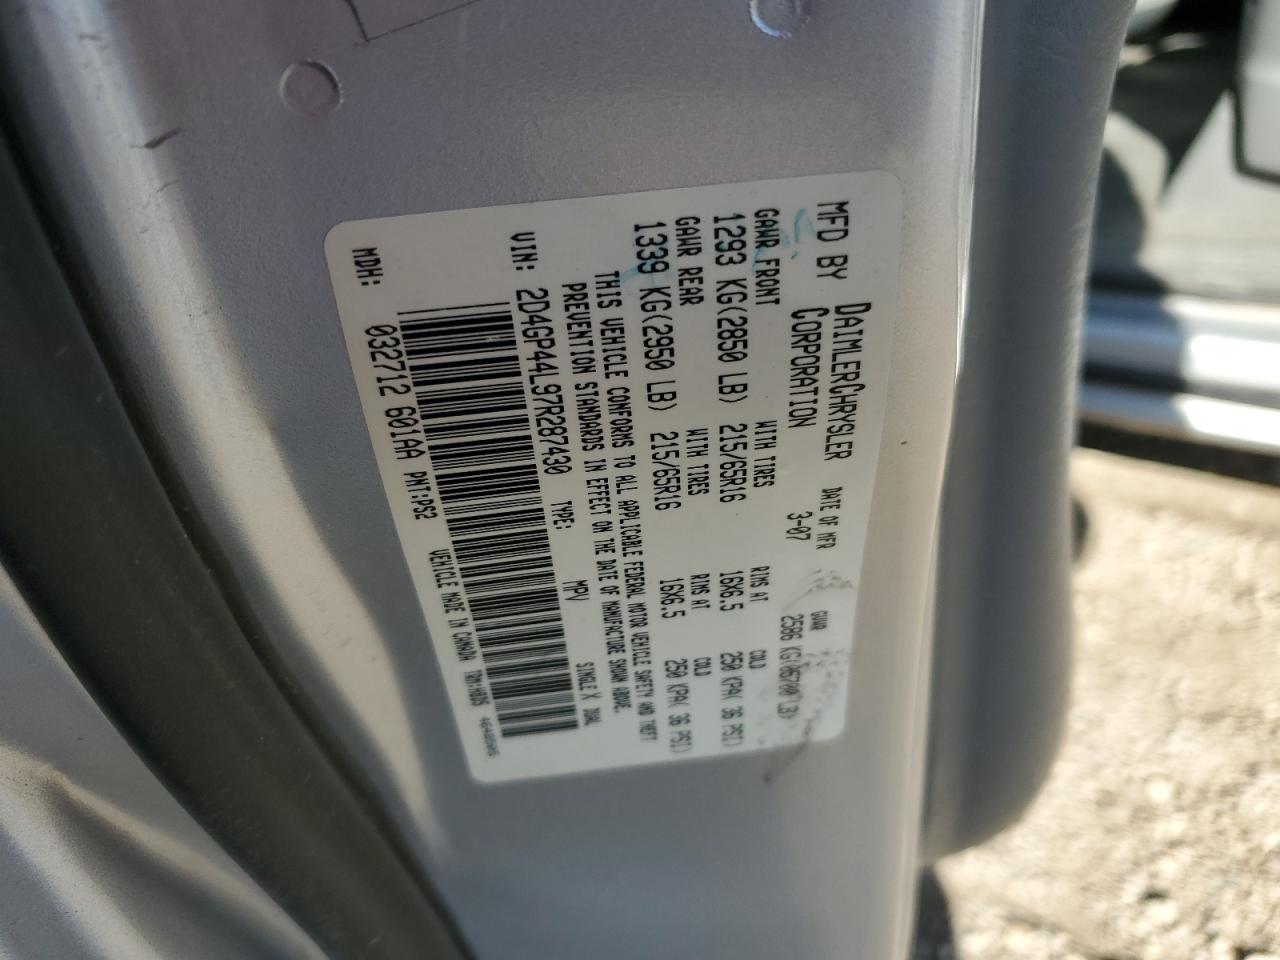 MFD BY DAIMLERCHRYSLER CORPORATION
DATE OF MFR 3-07
GVWR 2586 KG(05700 LB)
GAWR FRONT WITH TIRES RIMS AT COLD
1293 KG(2850 LB) 215/65R16 16X6.5 250 KPA( 36 PSI)
GAWR REAR WITH TIRES RIMS AT COLD
1339 KG(2950 LB) 215/65R16 16X6.5 250 KPA( 36 PSI)
THIS VEHICLE CONFORMS TO ALL APPLICABLE FEDERAL MOTOR VEHICLE SAFETY AND THEFT
PREVENTION STANDARDS IN EFFECT ON THE DATE OF MANUFACTURE SHOWN ABOVE.
VIN: 2D4GP44L97R287430 TYPE: MPV SINGLE X DUAL
MDH: 032712 601AA PNT:PS2 VEHICLE MADE IN CANADA